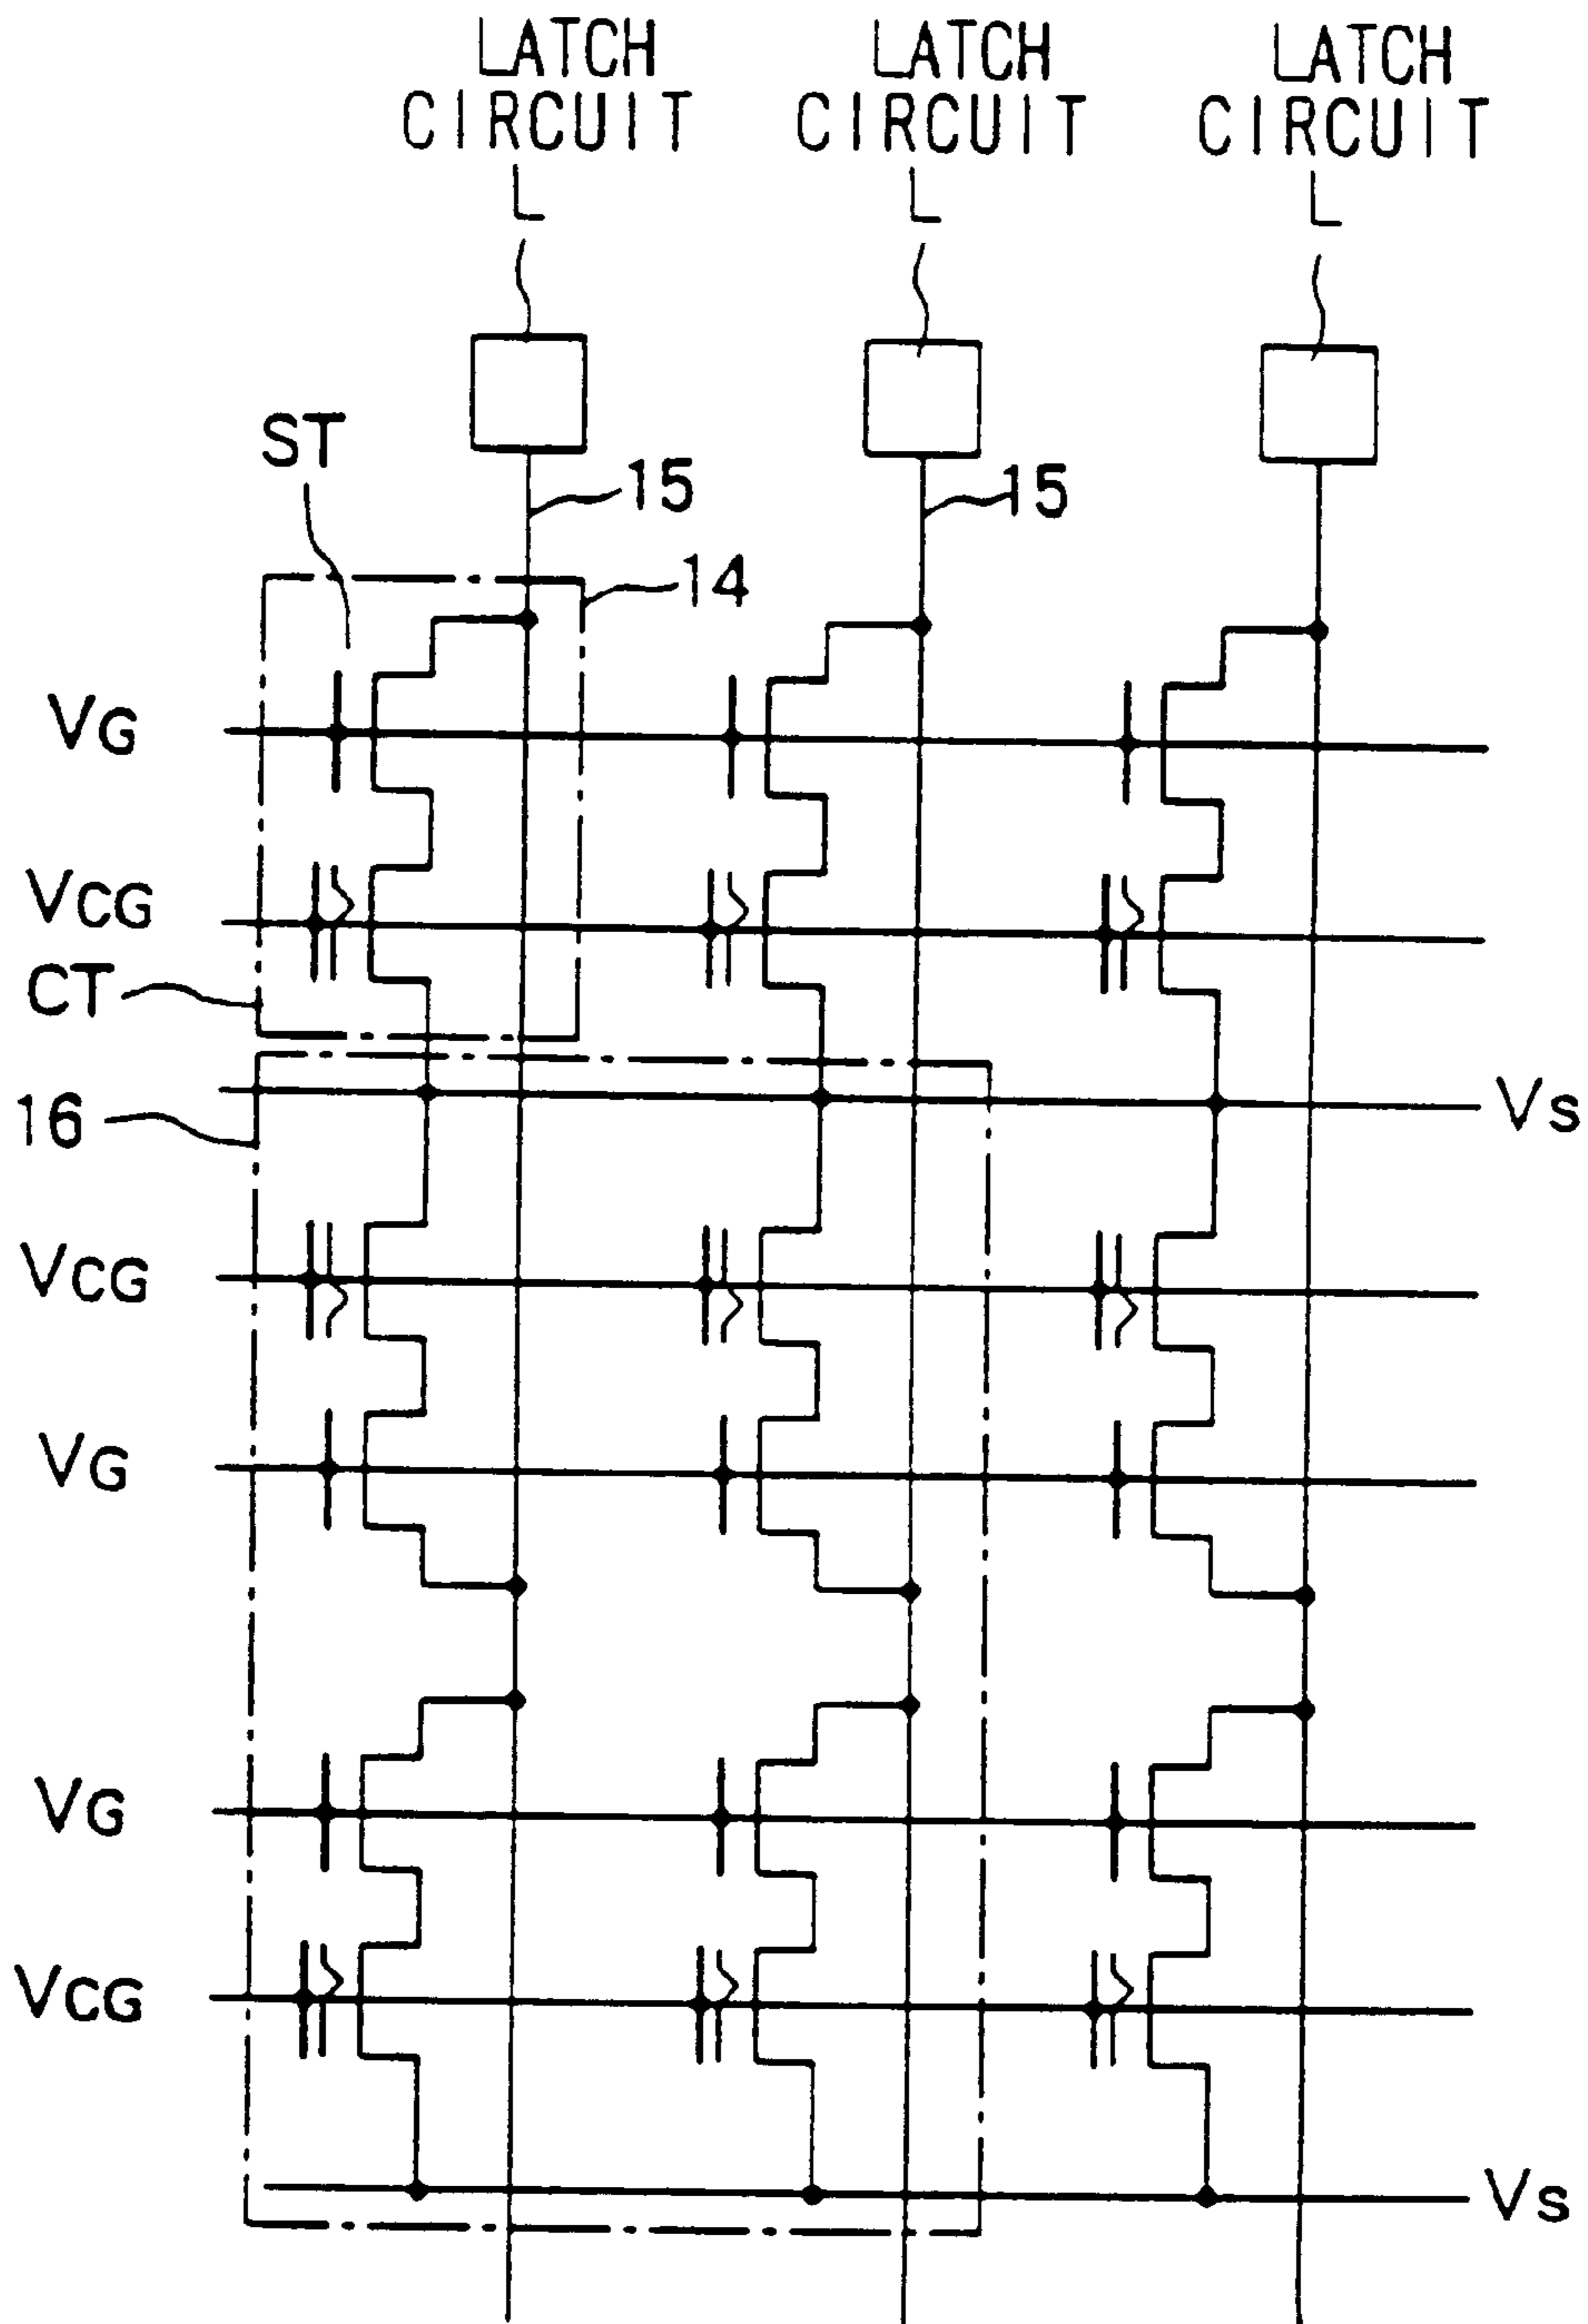 LATCH CIRCUIT L
LATCH CIRCUIT L
LATCH CIRCUIT L
ST
15
15
14
VG
VCG
CT
16
VS
VCG
VG
VG
VCG
VS